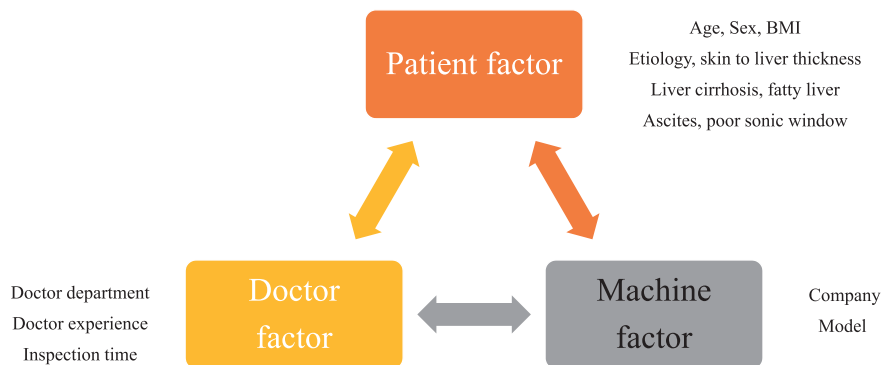 Patient factor
Age, Sex, BMI
Etiology, skin to liver thickness
Liver cirrhosis, fatty liver
Ascites, poor sonic window
Doctor department
Doctor experience
Inspection time
Doctor
factor
Machine
factor
Company
Model